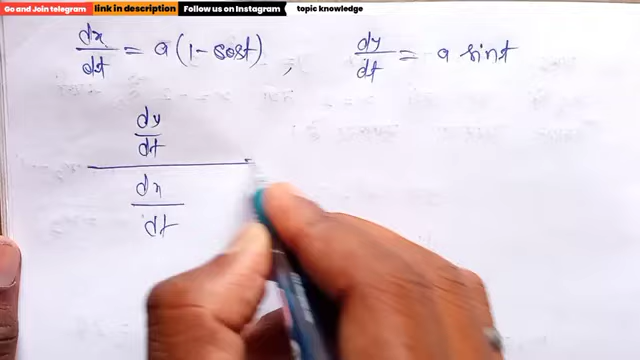 Go and Join telegram link in description Follow us on Instagram topic knowledge
dx/dt = a (1 - cost) , dy/dt = a sint
dy/dt
dx/dt